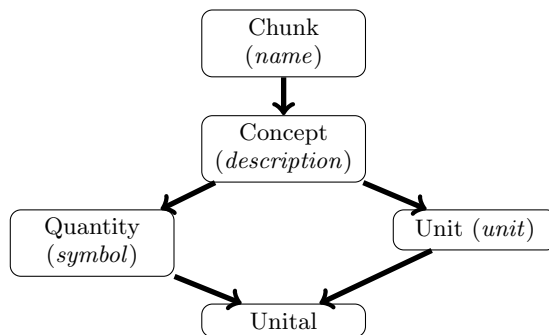 Chunk
(name)
Concept
(description)
Quantity
(symbol)
Unit (unit)
Unital